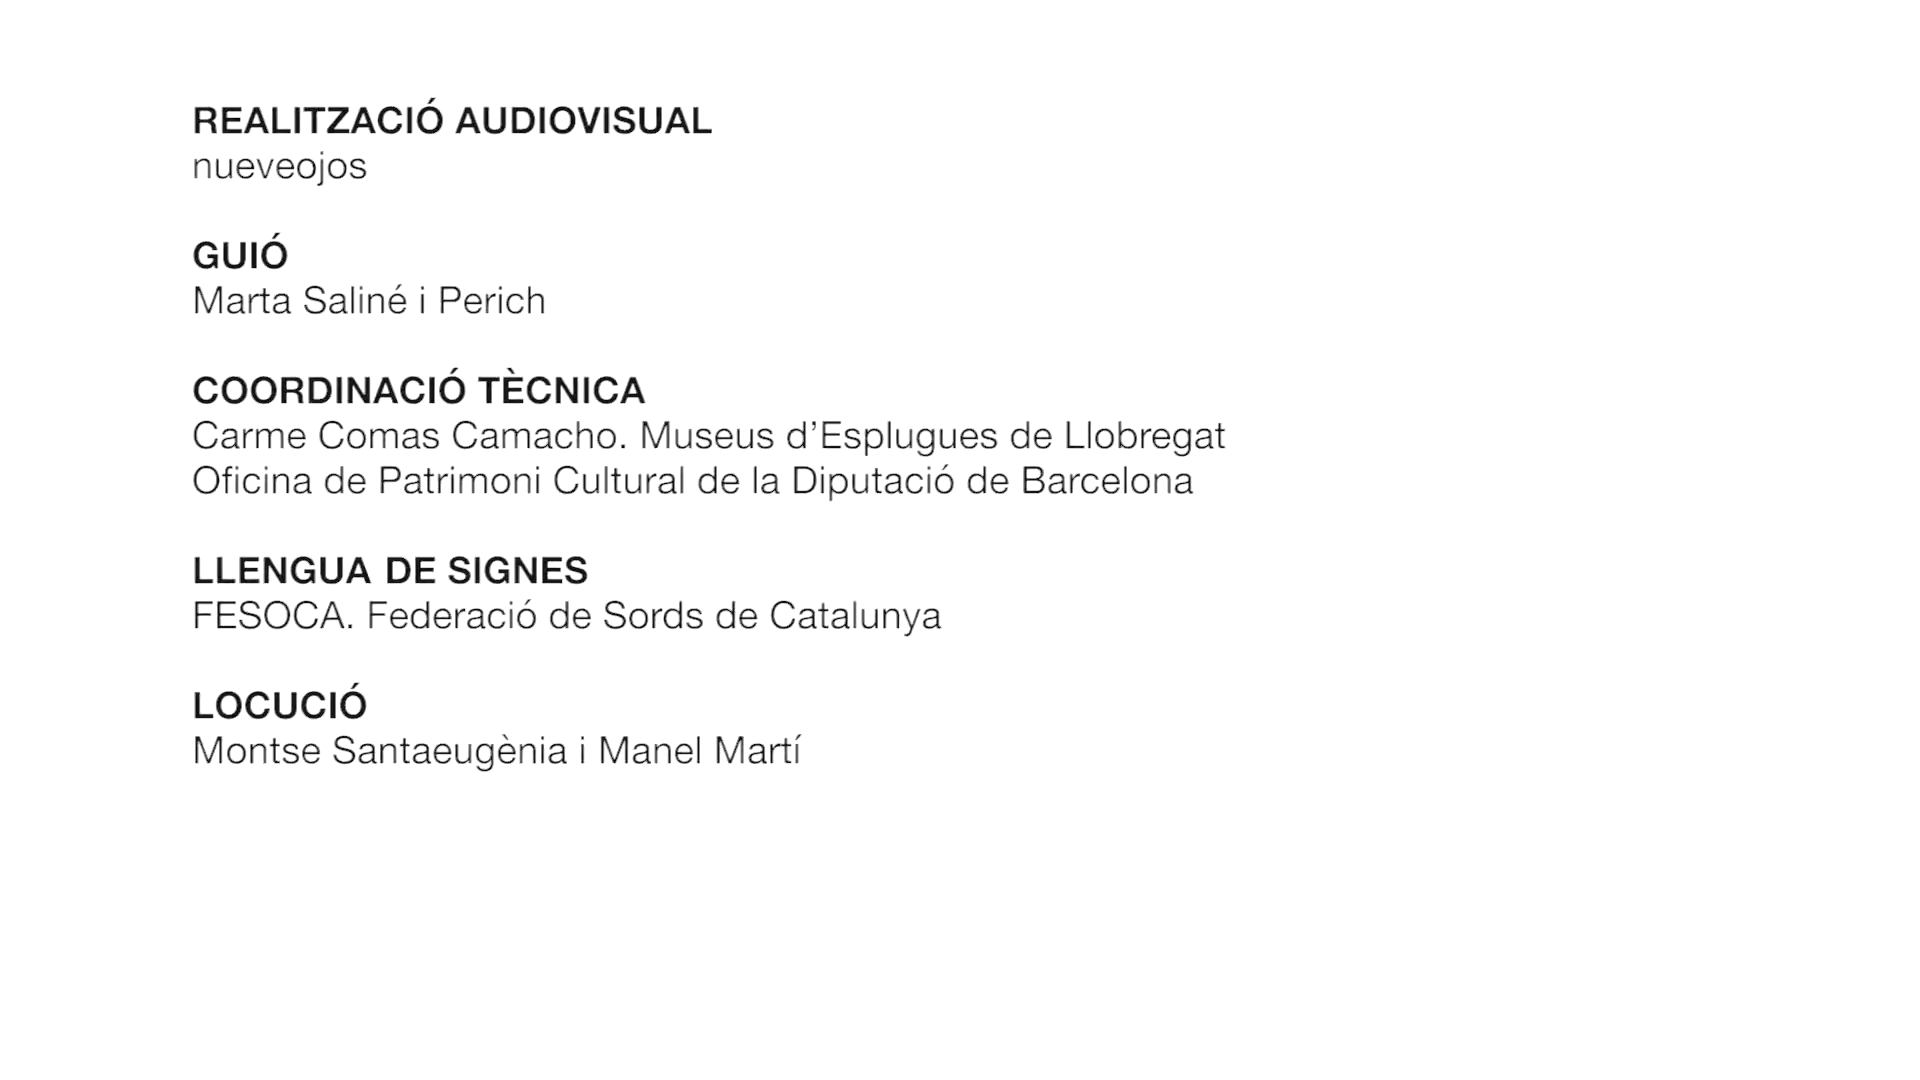 REALITZACIÓ AUDIOVISUAL
nueveojos
GUIÓ
Marta Saliné i Perich
COORDINACIÓ TÈCNICA
Carme Comas Camacho. Museus d’Esplugues de Llobregat
Oficina de Patrimoni Cultural de la Diputació de Barcelona
LLENGUA DE SIGNES
FESOCA. Federació de Sords de Catalunya
LOCUCIÓ
Montse Santaeugènia i Manel Martí